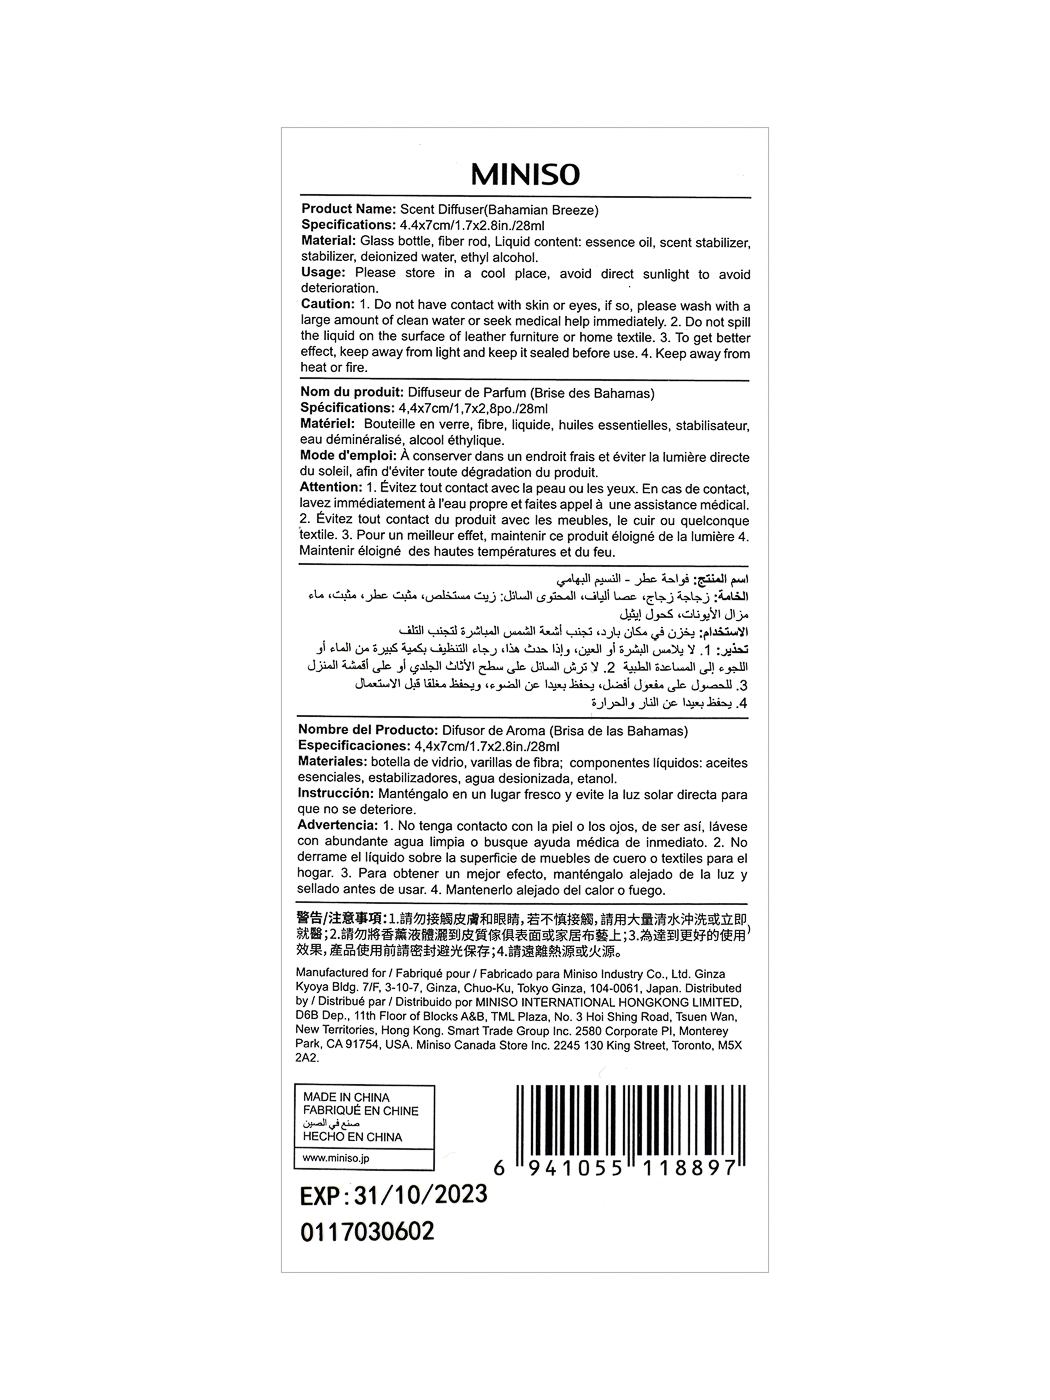 MINISO
Product Name: Scent Diffuser(Bahamian Breeze)
Specifications: 4.4x7cm/1.7x2.8in./28ml
Material: Glass bottle, fiber rod, Liquid content: essence oil, scent stabilizer,
stabilizer, deionized water, ethyl alcohol.
Usage: Please store in a cool place, avoid direct sunlight to avoid
deterioration.
Caution: 1. Do not have contact with skin or eyes, if so, please wash with a
large amount of clean water or seek medical help immediately. 2. Do not spill
the liquid on the surface of leather furniture or home textile. 3. To get better
effect, keep away from light and keep it sealed before use. 4. Keep away from
heat or fire.
Nom du produit: Diffuseur de Parfum (Brise des Bahamas)
Spécifications: 4,4x7cm/1,7x2,8po./28ml
Matériel: Bouteille en verre, fibre, liquide, huiles essentielles, stabilisateur,
eau déminéralisé, alcool éthylique.
Mode d'emploi: À conserver dans un endroit frais et éviter la lumière directe
du soleil, afin d'éviter toute dégradation du produit.
Attention: 1. Évitez tout contact avec la peau ou les yeux. En cas de contact,
lavez immédiatement à l'eau propre et faites appel à une assistance médical.
2. Évitez tout contact du produit avec les meubles, le cuir ou quelconque
textile. 3. Pour un meilleur effet, maintenir ce produit éloigné de la lumière 4.
Maintenir éloigné des hautes températures et du feu.
اسم المنتج: فواحة عطر - النسيم البهامي
الخامة: زجاجة زجاج، عصا ألياف، المحتوى السائل: زيت مستخلص، مثبت عطر، مثبت، ماء
مزال الأيونات، كحول إيثيل
الاستخدام: يخزن في مكان بارد، تجنب أشعة الشمس المباشرة لتجنب التلف
تحذير: 1. لا يلامس البشرة أو العين، وإذا حدث هذا، رجاء التنظيف بكمية كبيرة من الماء أو
اللجوء إلى المساعدة الطبية 2. لا ترش السائل على سطح الأثاث الجلدي أو على أقمشة المنزل
3. للحصول على مفعول أفضل، يحفظ بعيدا عن الضوء، ويحفظ مغلقا قبل الاستعمال
4. يحفظ بعيدا عن النار والحرارة
Nombre del Producto: Difusor de Aroma (Brisa de las Bahamas)
Especificaciones: 4,4x7cm/1.7x2.8in./28ml
Materiales: botella de vidrio, varillas de fibra; componentes líquidos: aceites
esenciales, estabilizadores, agua desionizada, etanol.
Instrucción: Manténgalo en un lugar fresco y evite la luz solar directa para
que no se deteriore.
Advertencia: 1. No tenga contacto con la piel o los ojos, de ser así, lávese
con abundante agua limpia o busque ayuda médica de inmediato. 2. No
derrame el líquido sobre la superficie de muebles de cuero o textiles para el
hogar. 3. Para obtener un mejor efecto, manténgalo alejado de la luz y
sellado antes de usar. 4. Mantenerlo alejado del calor o fuego.
警告/注意事項:1.請勿接觸皮膚和眼睛,若不慎接觸,請用大量清水沖洗或立即
就醫;2.請勿將香薰液體灑到皮質傢俱表面或家居布藝上;3.為達到更好的使用
效果,產品使用前請密封避光保存;4.請遠離熱源或火源。
Manufactured for / Fabriqué pour / Fabricado para Miniso Industry Co., Ltd. Ginza
Kyoya Bldg. 7/F, 3-10-7, Ginza, Chuo-Ku, Tokyo Ginza, 104-0061, Japan. Distributed
by / Distribué par / Distribuido por MINISO INTERNATIONAL HONGKONG LIMITED,
D6B Dep., 11th Floor of Blocks A&B, TML Plaza, No. 3 Hoi Shing Road, Tsuen Wan,
New Territories, Hong Kong. Smart Trade Group Inc. 2580 Corporate Pl, Monterey
Park, CA 91754, USA. Miniso Canada Store Inc. 2245 130 King Street, Toronto, M5X
2A2.
MADE IN CHINA
FABRIQUÉ EN CHINE
صنع في الصين
HECHO EN CHINA
www.miniso.jp
6 941055 118897
EXP:31/10/2023
0117030602